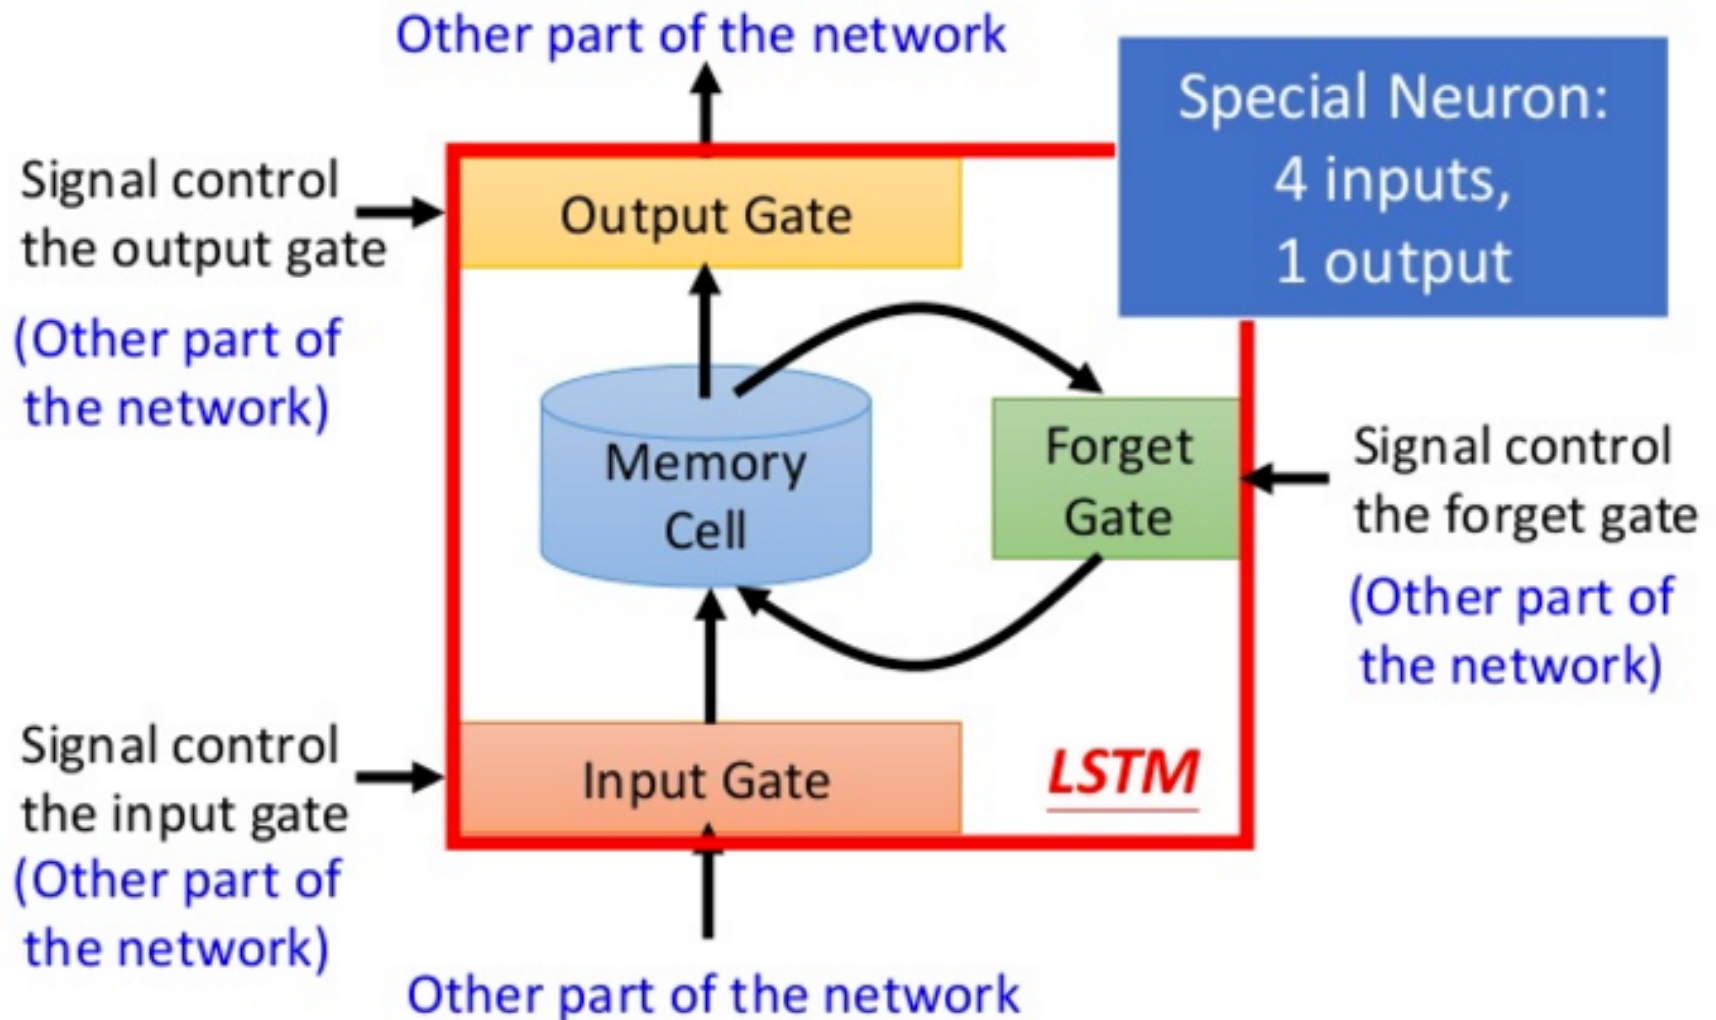 Other part of the network
Special Neuron:
4 inputs,
1 output
Signal control
the output gate
(Other part of
the network)
Output Gate
Memory
Cell
Forget
Gate
Signal control
the forget gate
(Other part of
the network)
Signal control
the input gate
(Other part of
the network)
Input Gate
LSTM
Other part of the network